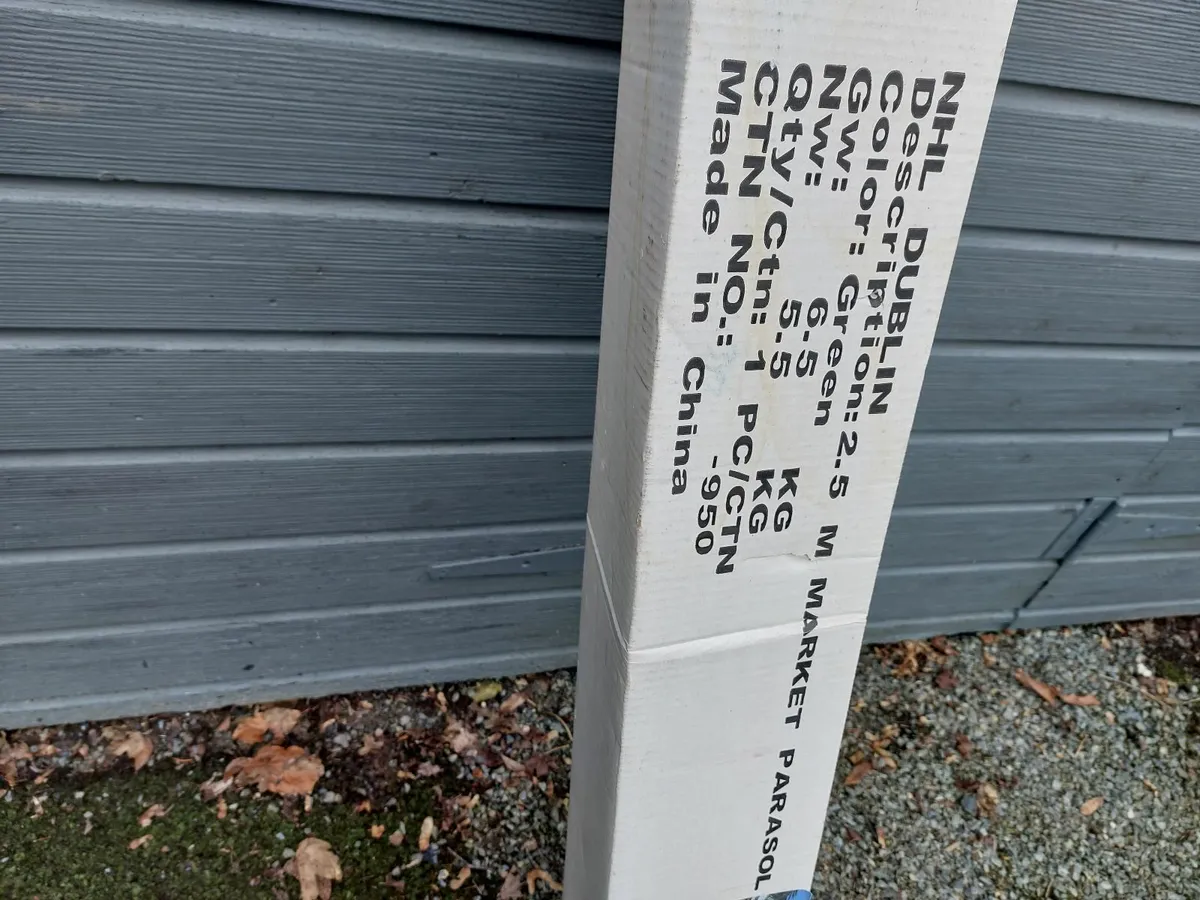 NHL DUBLIN
Description:2.5 M MARKET PARASOL
Color: Green
GW: 6.5 KG
NW: 5.5 KG
Qty/Ctn: 1 PC/CTN
CTN NO.: -950
Made in China